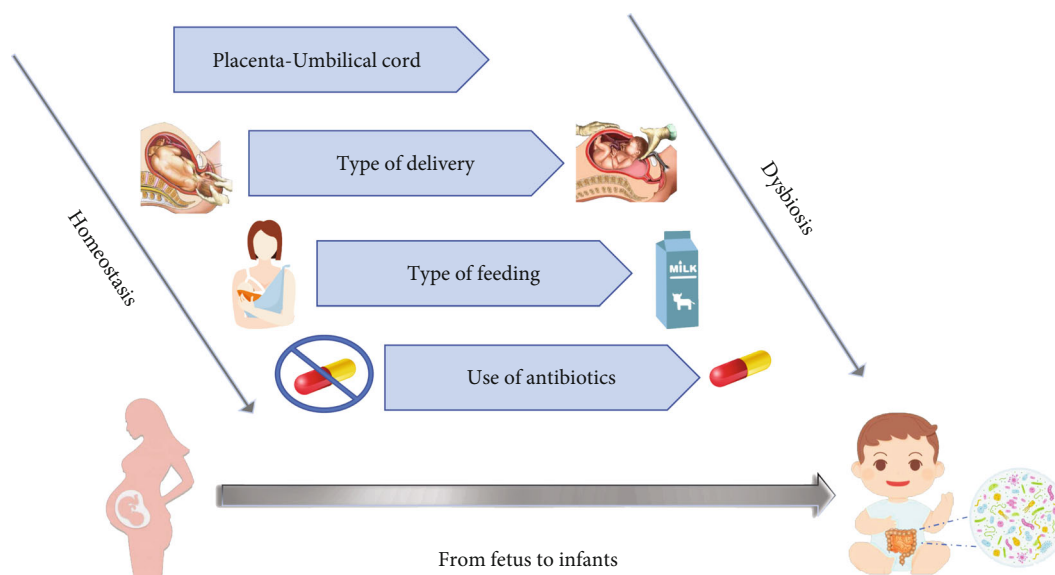 Placenta-Umbilical cord
Type of delivery
Homeostasis
Dysbiosis
Type of feeding
MiLK
Use of antibiotics
From fetus to infants